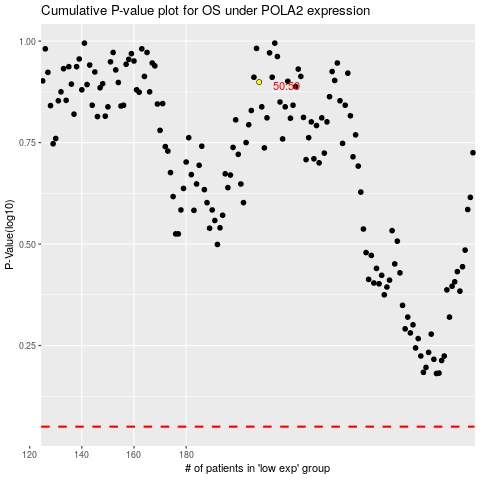 Cumulative P-value plot for OS under POLA2 expression
P-Value(log10)
1.00
0.75
0.50
0.25
50:50
120 140 160 180
# of patients in 'low exp' group